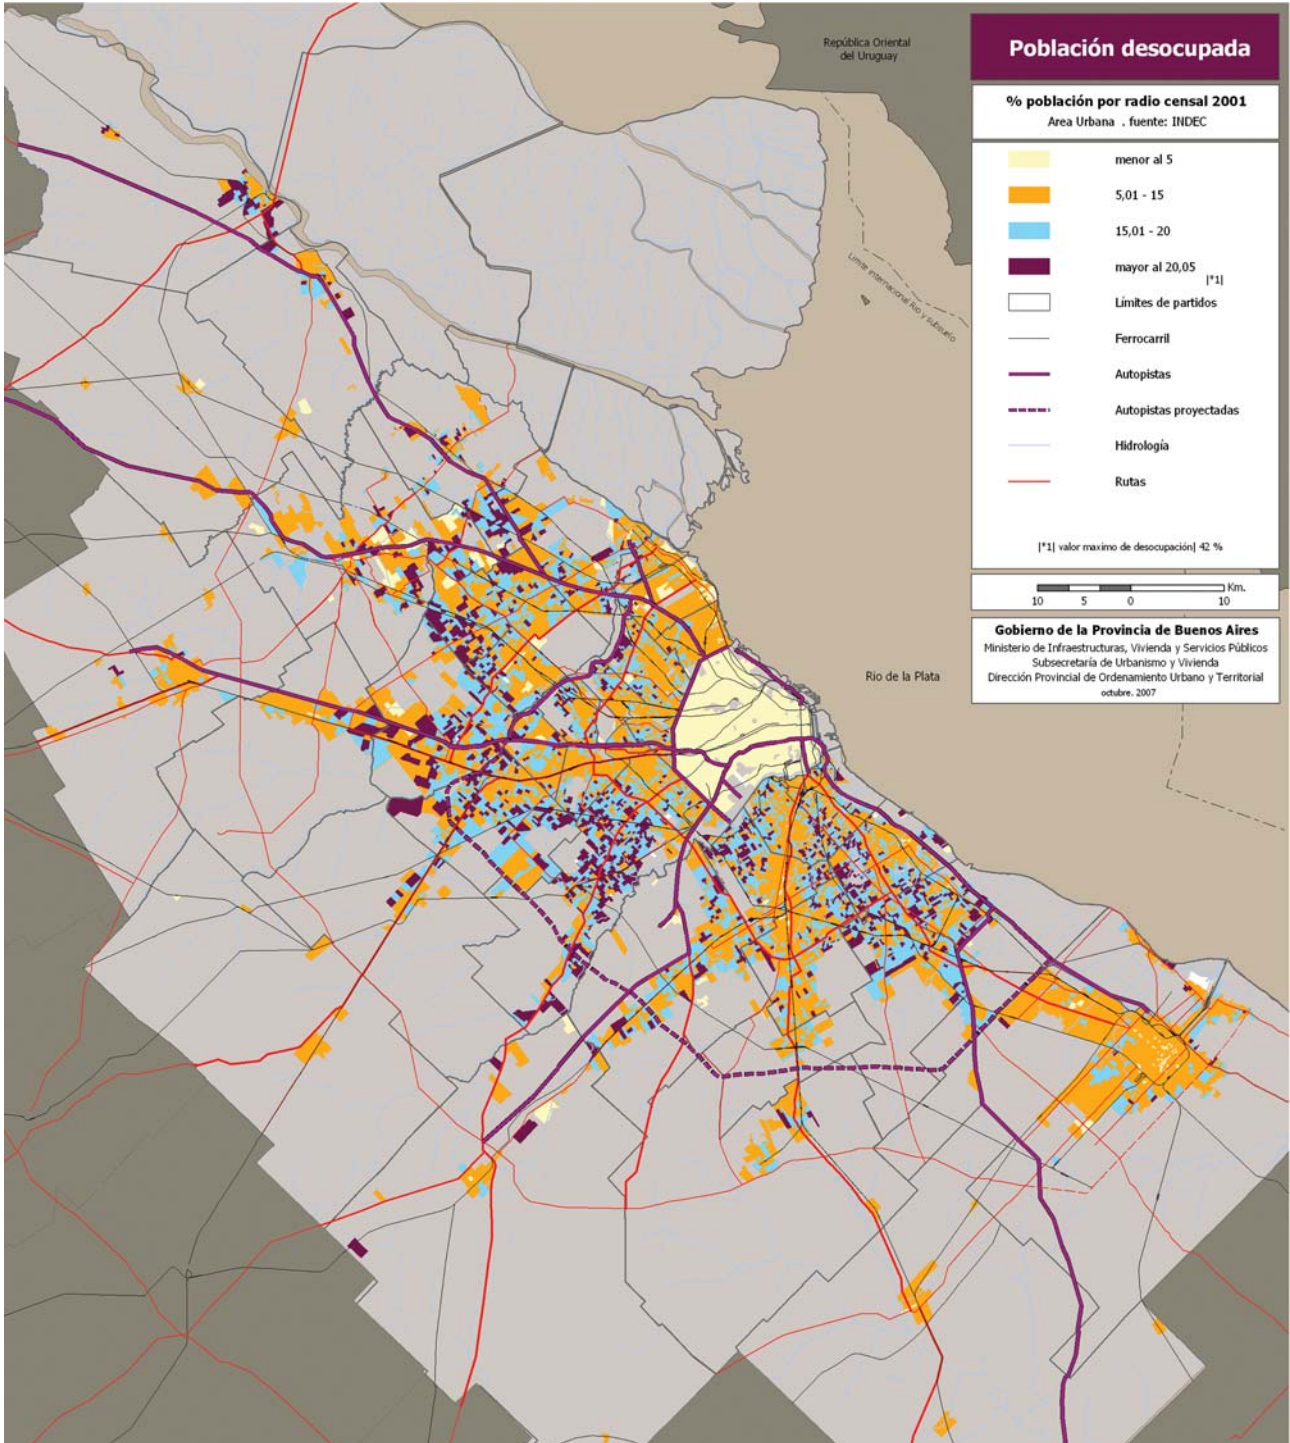 República Oriental
del Uruguay
Límite internacional Río y subsuelo
Rio de la Plata
Población desocupada
% población por radio censal 2001
Area Urbana . fuente: INDEC
menor al 5
5,01 - 15
15,01 - 20
mayor al 20,05
|*1|
Límites de partidos
Ferrocarril
Autopistas
Autopistas proyectadas
Hidrología
Rutas
|*1| valor maximo de desocupación| 42 %
Km.
10 5 0 10
Gobierno de la Provincia de Buenos Aires
Ministerio de Infraestructuras, Vivienda y Servicios Públicos
Subsecretaría de Urbanismo y Vivienda
Dirección Provincial de Ordenamiento Urbano y Territorial
octubre. 2007